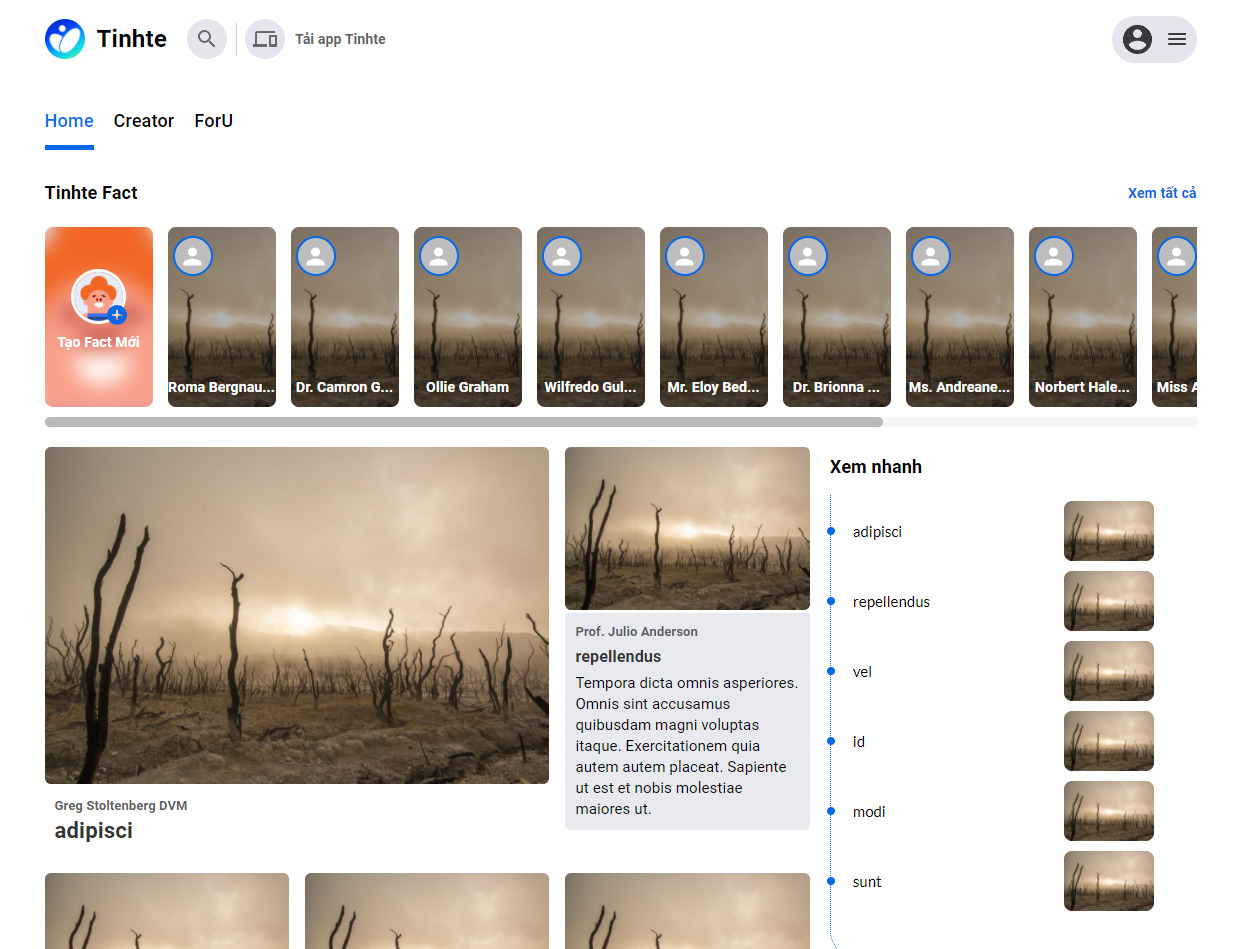 Tinhte
Tải app Tinhte
Home
Creator
ForU
Tinhte Fact
Xem tất cả
Tạo Fact Mới
Roma Bergnau...
Dr. Camron G...
Ollie Graham
Wilfredo Gul...
Mr. Eloy Bed...
Dr. Brionna ...
Ms. Andreane...
Norbert Hale...
Miss A
Greg Stoltenberg DVM
adipisci
Prof. Julio Anderson
repellendus
Tempora dicta omnis asperiores.
Omnis sint accusamus
quibusdam magni voluptas
itaque. Exercitationem quia
autem autem placeat. Sapiente
ut est et nobis molestiae
maiores ut.
Xem nhanh
adipisci
repellendus
vel
id
modi
sunt